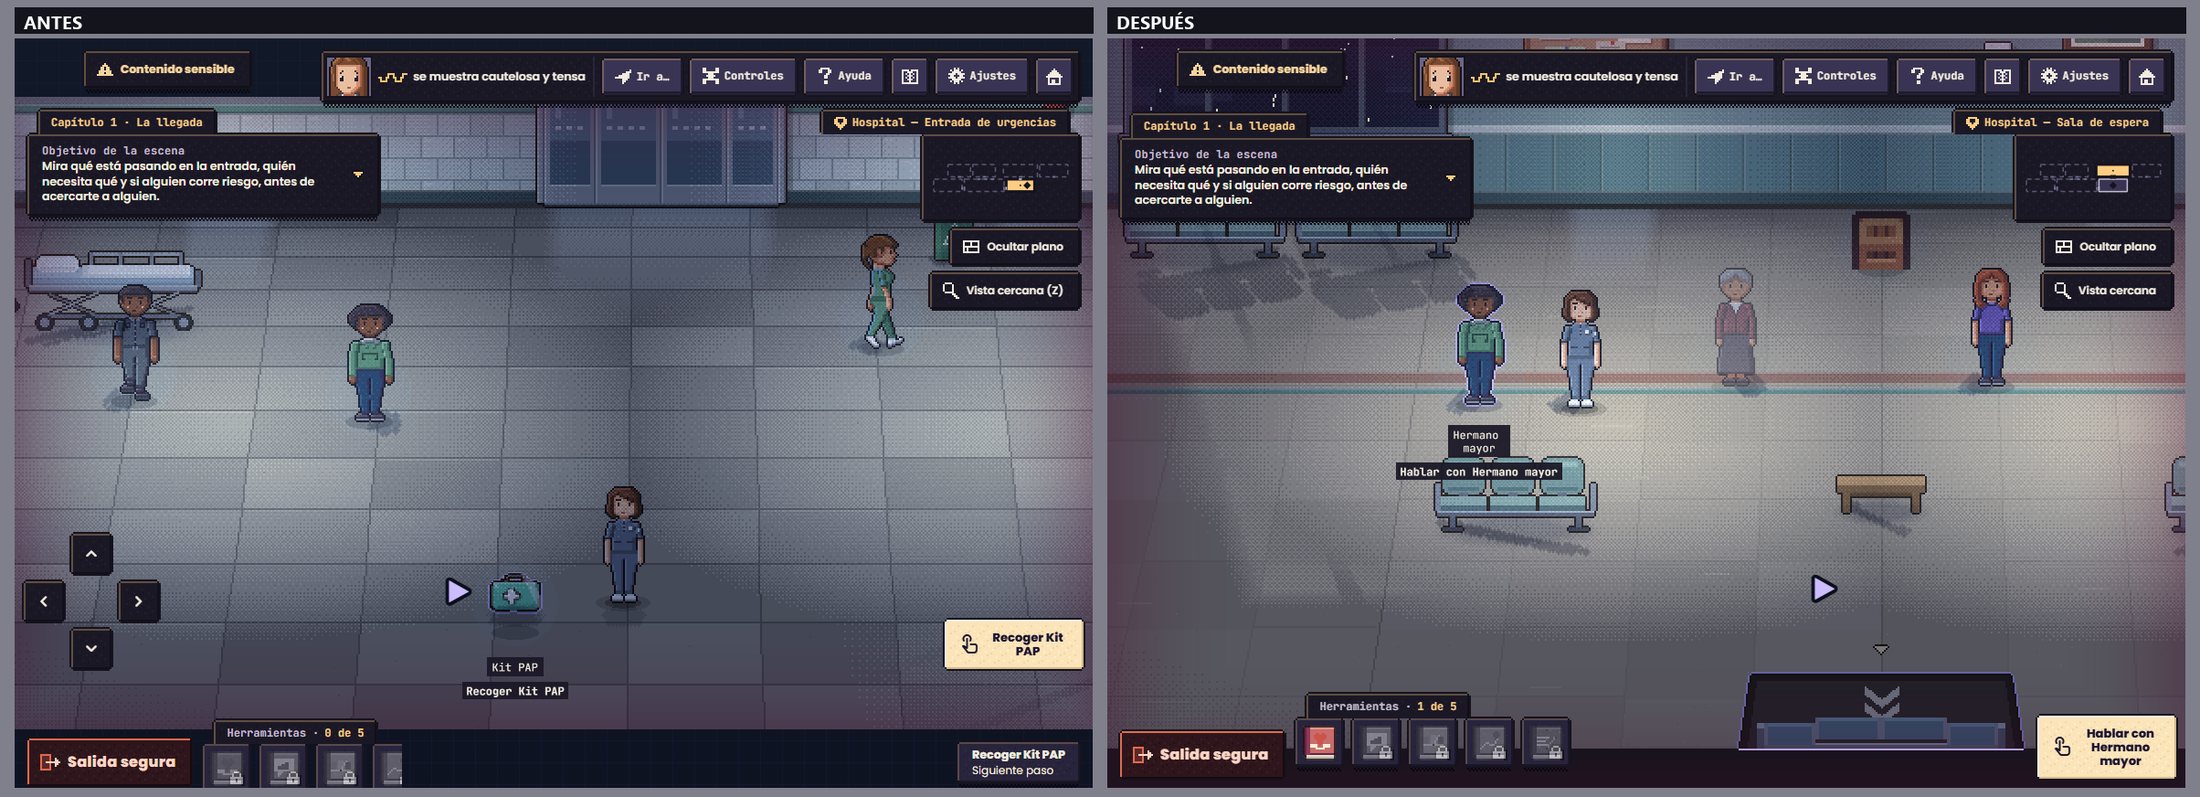 ANTES
Contenido sensible
se muestra cautelosa y tensa
Ir a…
Controles
Ayuda
Ajustes
Capítulo 1 · La llegada
Hospital — Entrada de urgencias
Objetivo de la escena
Mira qué está pasando en la entrada, quién
necesita qué y si alguien corre riesgo, antes de
acercarte a alguien.
Ocultar plano
Vista cercana (Z)
Recoger Kit
PAP
Kit PAP
Recoger Kit PAP
Herramientas · 0 de 5
Salida segura
Recoger Kit PAP
Siguiente paso
DESPUÉS
Contenido sensible
se muestra cautelosa y tensa
Ir a…
Controles
Ayuda
Ajustes
Capítulo 1 · La llegada
Hospital — Sala de espera
Objetivo de la escena
Mira qué está pasando en la entrada, quién
necesita qué y si alguien corre riesgo, antes de
acercarte a alguien.
Ocultar plano
Vista cercana
Hermano
mayor
Hablar con Hermano mayor
Herramientas · 1 de 5
Salida segura
Hablar con
Hermano
mayor